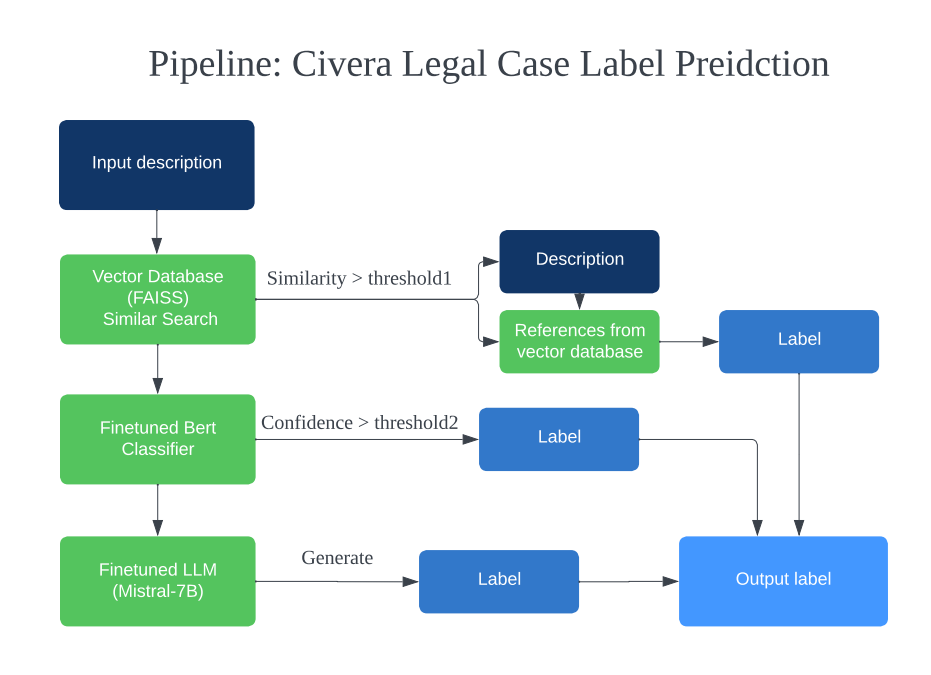 Pipeline: Civera Legal Case Label Preidction
Input description
Vector Database
(FAISS)
Similar Search
Similarity > threshold1
Description
References from
vector database
Label
Finetuned Bert
Classifier
Confidence > threshold2
Label
Finetuned LLM
(Mistral-7B)
Generate
Label
Output label